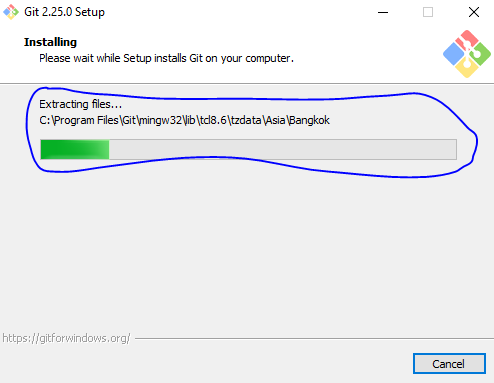 Git 2.25.0 Setup
Installing
Please wait while Setup installs Git on your computer.
Extracting files...
C:\Program Files\Git\mingw32\lib\tcl8.6\tzdata\Asia\Bangkok
https://gitforwindows.org/
Cancel